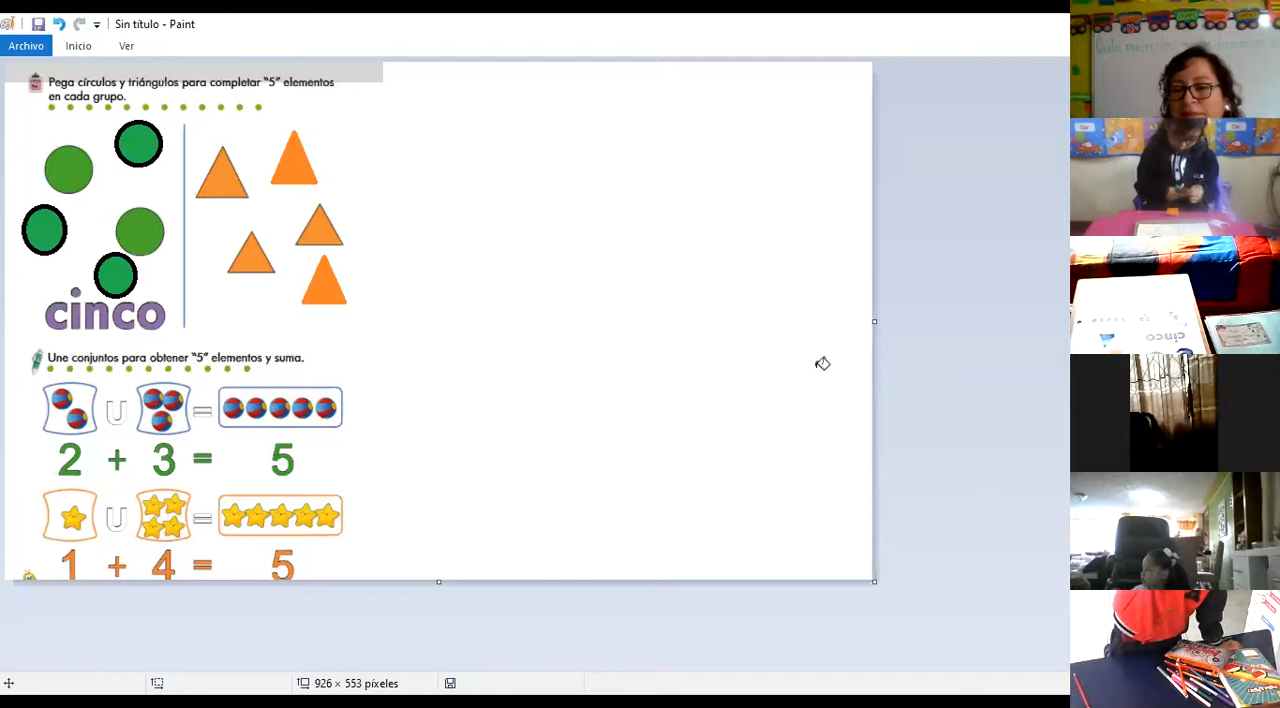 Sin título - Paint
Archivo Inicio Ver
Pega círculos y triángulos para completar "5" elementos
en cada grupo.
cinco
Une conjuntos para obtener "5" elementos y suma.
U =
2 + 3 = 5
U =
1 + 4 = 5
926 × 553 píxeles
cinco